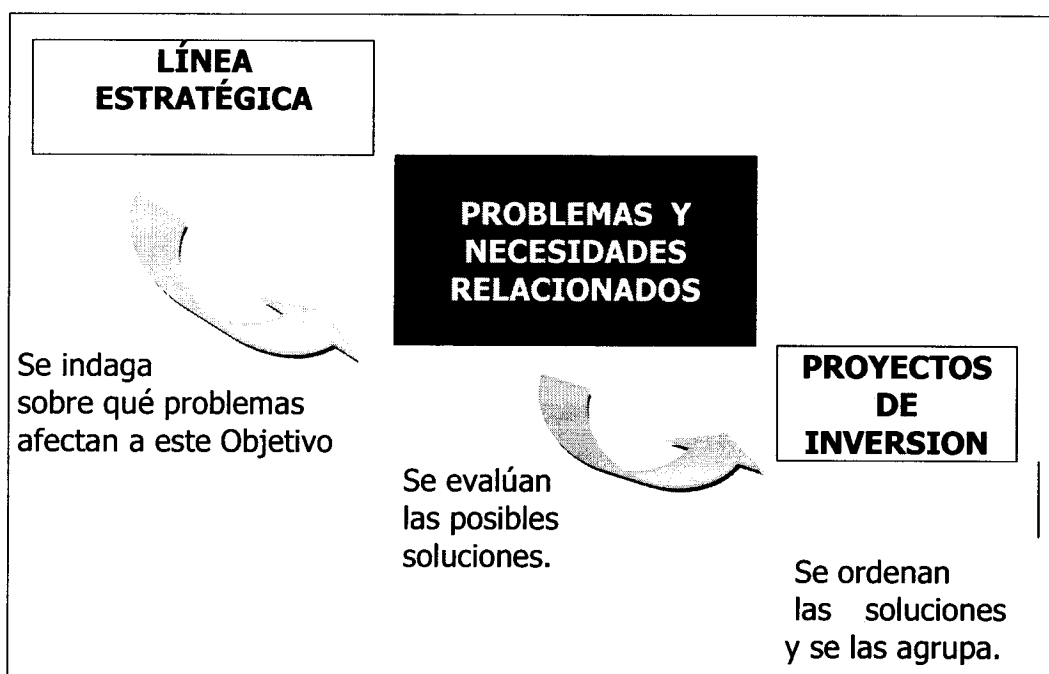 LÍNEA
ESTRATÉGICA
PROBLEMAS Y
NECESIDADES
RELACIONADOS
Se indaga
sobre qué problemas
afectan a este Objetivo
PROYECTOS
DE
INVERSION
Se evalúan
las posibles
soluciones.
Se ordenan
las soluciones
y se las agrupa.